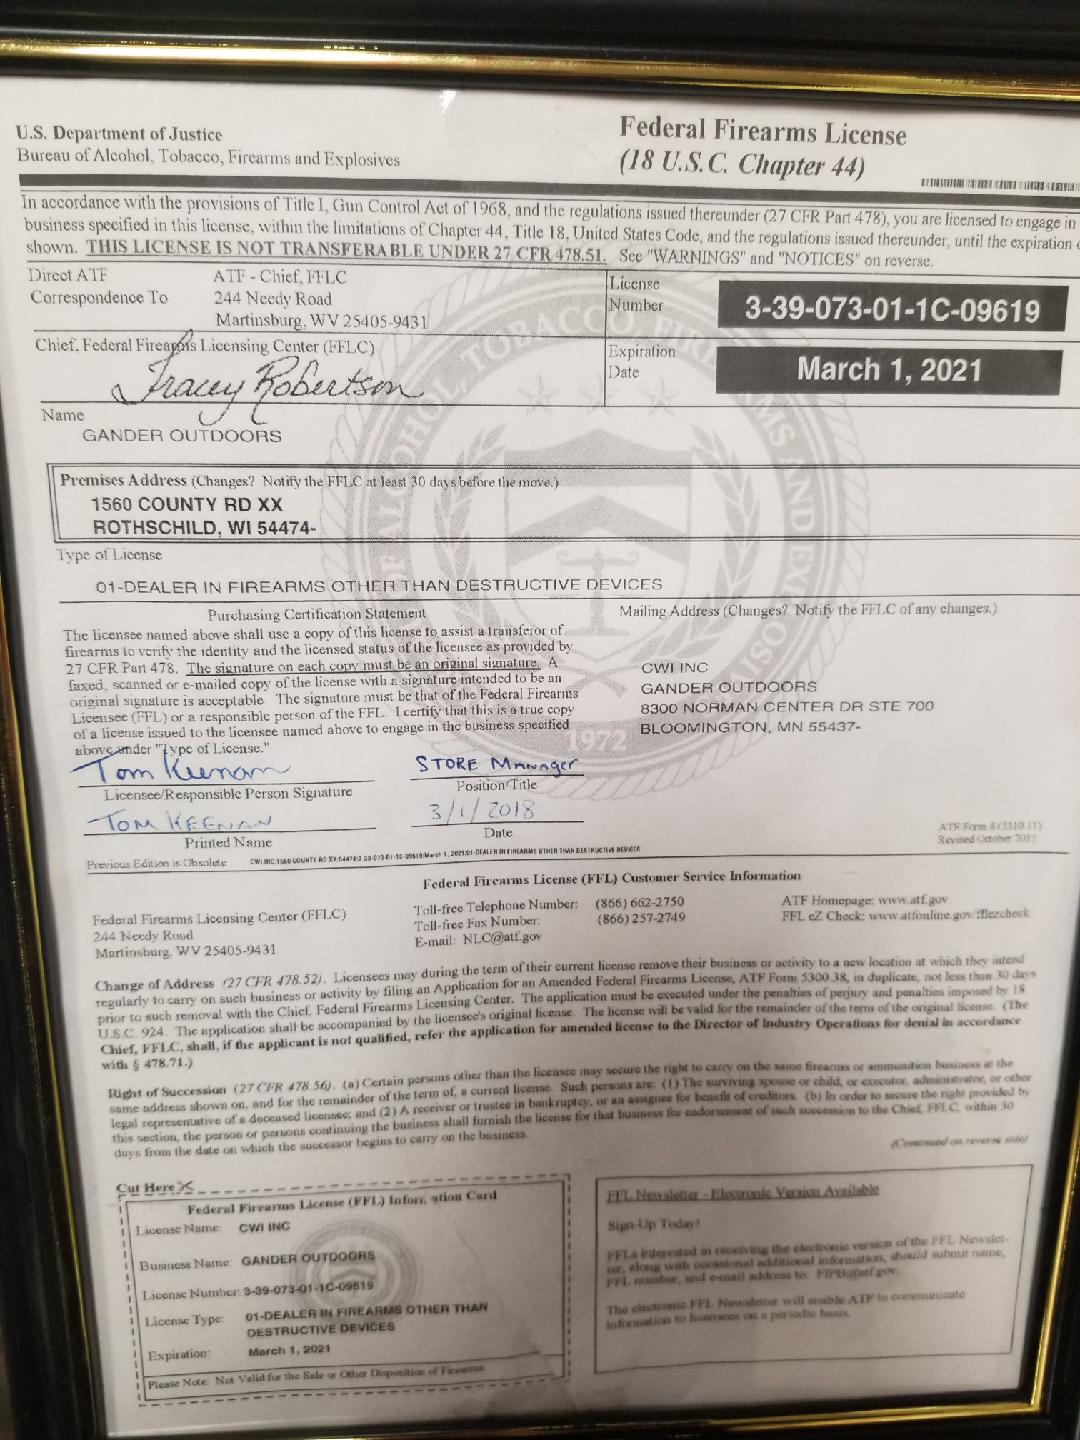 U.S. Department of Justice
Bureau of Alcohol, Tobacco, Firearms and Explosives
Federal Firearms License
(18 U.S.C. Chapter 44)
In accordance with the provisions of Title I, Gun Control Act of 1968, and the regulations issued thereunder (27 CFR Part 478), you are licensed to engage in
business specified in this license, within the limitations of Chapter 44, Title 18, United States Code, and the regulations issued thereunder, until the expiration
shown. THIS LICENSE IS NOT TRANSFERABLE UNDER 27 CFR 478.51. See "WARNINGS" and "NOTICES" on reverse.
Direct ATF
Correspondence To
ATF - Chief, FFLC
244 Needy Road
Martinsburg, WV 25405-9431
License
Number
3-39-073-01-1C-09619
Chief, Federal Firearms Licensing Center (FFLC)
Tracey Robertson
Expiration
Date
March 1, 2021
Name
GANDER OUTDOORS
Premises Address (Changes? Notify the FFLC at least 30 days before the move.)
1560 COUNTY RD XX
ROTHSCHILD, WI 54474-
Type of License
01-DEALER IN FIREARMS OTHER THAN DESTRUCTIVE DEVICES
Purchasing Certification Statement
The licensee named above shall use a copy of this license to assist a transferor of
firearms to verify the identity and the licensed status of the licensee as provided by
27 CFR Part 478. The signature on each copy must be an original signature. A
faxed, scanned or e-mailed copy of the license with a signature intended to be an
original signature is acceptable. The signature must be that of the Federal Firearms
Licensee (FFL) or a responsible person of the FFL. I certify that this is a true copy
of a license issued to the licensee named above to engage in the business specified
above under "Type of License."
Mailing Address (Changes? Notify the FFLC of any changes.)
CWI INC
GANDER OUTDOORS
8300 NORMAN CENTER DR STE 700
BLOOMINGTON, MN 55437-
1972
Tom Keenan
Licensee/Responsible Person Signature
STORE Manager
Position/Title
TOM KEENAN
Printed Name
3/1/2018
Date
ATF Form 8 (5310.11)
Revised October 2011
Previous Edition is Obsolete
CWI INC:1560 COUNTY RD XX:54474:3-39-073-01-1C-09619:March 1, 2021:01-DEALER IN FIREARMS OTHER THAN DESTRUCTIVE DEVICES
Federal Firearms License (FFL) Customer Service Information
Federal Firearms Licensing Center (FFLC)
244 Needy Road
Martinsburg, WV 25405-9431
Toll-free Telephone Number: (866) 662-2750
Toll-free Fax Number: (866) 257-2749
E-mail: NLC@atf.gov
ATF Homepage: www.atf.gov
FFL eZ Check: www.atfonline.gov/fflezcheck
Change of Address (27 CFR 478.52). Licensees may during the term of their current license remove their business or activity to a new location at which they intend
regularly to carry on such business or activity by filing an Application for an Amended Federal Firearms License, ATF Form 5300.38, in duplicate, not less than 30 days
prior to such removal with the Chief, Federal Firearms Licensing Center. The application must be executed under the penalties of perjury and penalties imposed by 18
U.S.C. 924. The application shall be accompanied by the licensee's original license. The license will be valid for the remainder of the term of the original license. (The
Chief, FFLC, shall, if the applicant is not qualified, refer the application for amended license to the Director of Industry Operations for denial in accordance
with § 478.71.)
Right of Succession (27 CFR 478.56). (a) Certain persons other than the licensee may secure the right to carry on the same firearms or ammunition business at the
same address shown on, and for the remainder of the term of, a current license. Such persons are: (1) The surviving spouse or child, or executor, administrator, or other
legal representative of a deceased licensee; and (2) A receiver or trustee in bankruptcy, or an assignee for benefit of creditors. (b) In order to secure the right provided by
this section, the person or persons continuing the business shall furnish the license for that business for endorsement of such succession to the Chief, FFLC, within 30
days from the date on which the successor begins to carry on the business.
(Continued on reverse side)
Cut Here
Federal Firearms License (FFL) Information Card
License Name: CWI INC
Business Name: GANDER OUTDOORS
License Number: 3-39-073-01-1C-09619
License Type: 01-DEALER IN FIREARMS OTHER THAN
DESTRUCTIVE DEVICES
Expiration: March 1, 2021
Please Note: Not Valid for the Sale or Other Disposition of Firearms.
FFL Newsletter - Electronic Version Available
Sign-Up Today!
FFLs interested in receiving the electronic version of the FFL Newslet-
ter, along with occasional additional information, should submit name,
FFL number, and e-mail address to: FIPB@atf.gov.
The electronic FFL Newsletter will enable ATF to communicate
information to licensees on a periodic basis.